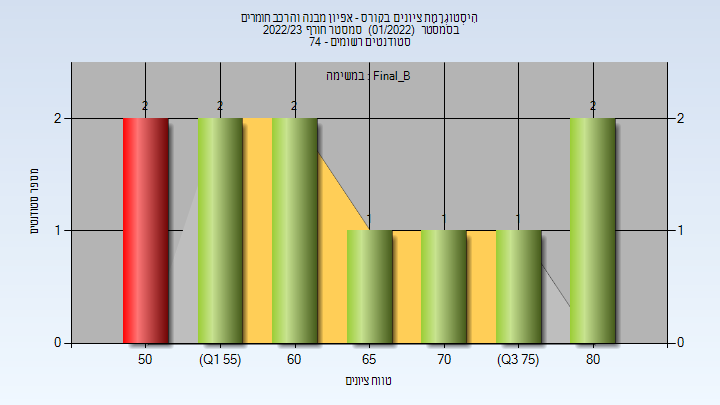 היסטוגרמת ציונים בקורס - אפיון מבנה והרכב חומרים
בסמסטר (01/2022) סמסטר חורף 2022/23
סטודנטים רשומים - 74
במשימה : Final_B
2 2 2 1 1 1 2
2 2
1 1
0 0
מספר סטודנטים
50 (Q1 55) 60 65 70 (Q3 75) 80
טווח ציונים